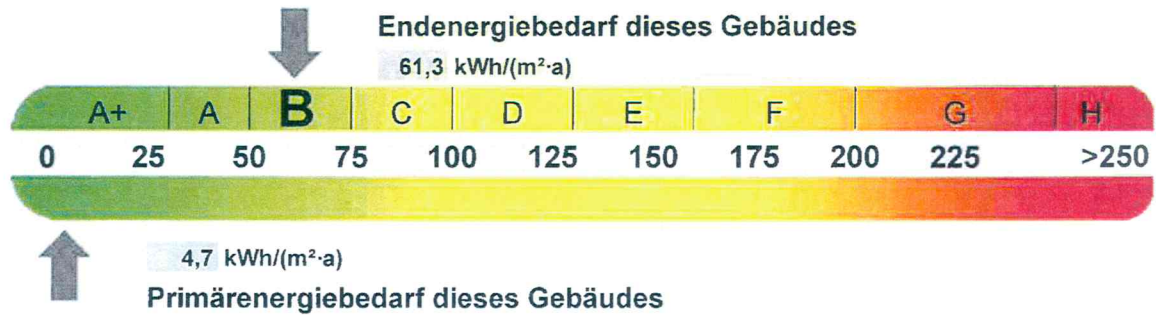 Endenergiebedarf dieses Gebäudes
61,3 kWh/(m²·a)
A+ A B C D E F G H
0 25 50 75 100 125 150 175 200 225 >250
4,7 kWh/(m²·a)
Primärenergiebedarf dieses Gebäudes